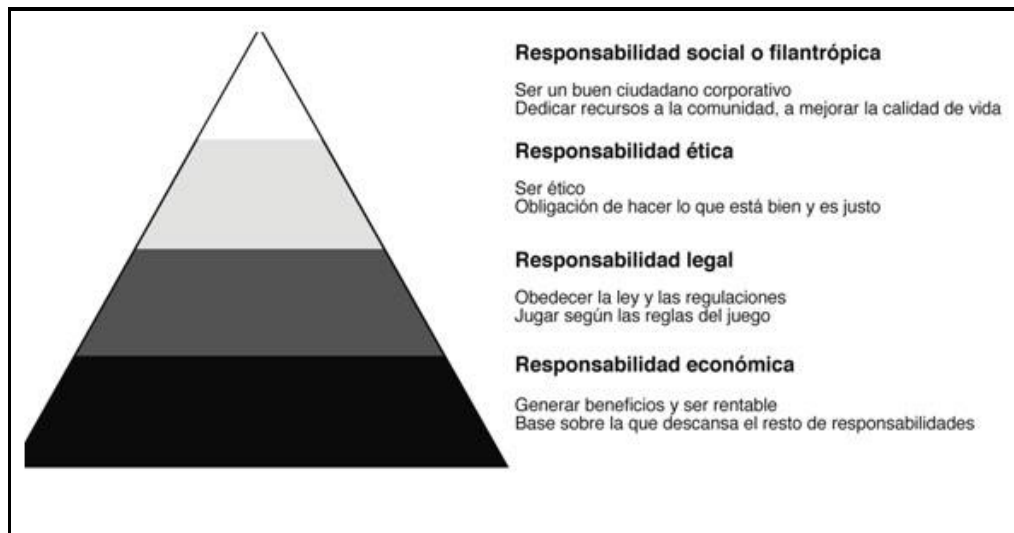 Responsabilidad social o filantrópica
Ser un buen ciudadano corporativo
Dedicar recursos a la comunidad, a mejorar la calidad de vida
Responsabilidad ética
Ser ético
Obligación de hacer lo que está bien y es justo
Responsabilidad legal
Obedecer la ley y las regulaciones
Jugar según las reglas del juego
Responsabilidad económica
Generar beneficios y ser rentable
Base sobre la que descansa el resto de responsabilidades